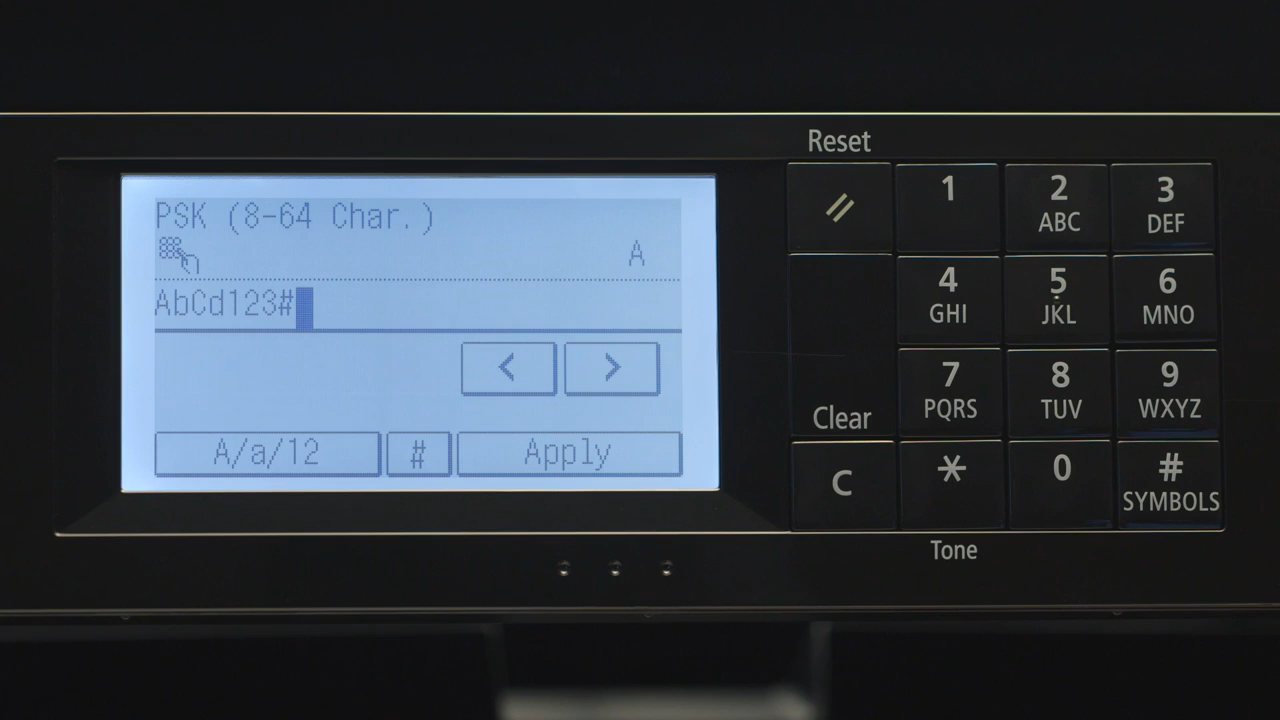 PSK (8-64 Char.)
A
AbCd123#
< >
A/a/12 # Apply
Reset
1 2 ABC 3 DEF
4 GHI 5 JKL 6 MNO
7 PQRS 8 TUV 9 WXYZ
Clear
C * 0 # SYMBOLS
Tone